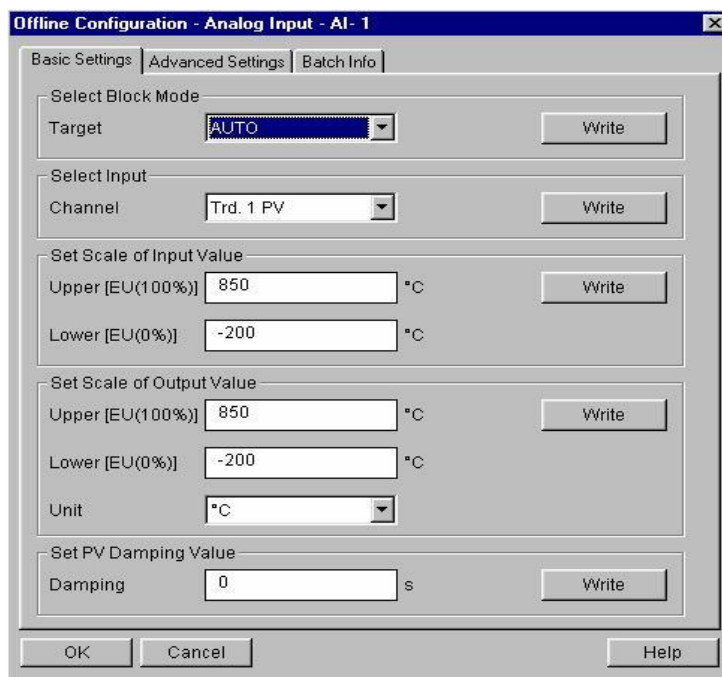 Offline Configuration - Analog Input - AI- 1
Basic Settings Advanced Settings Batch Info
Select Block Mode
Target AUTO Write
Select Input
Channel Trd. 1 PV Write
Set Scale of Input Value
Upper [EU(100%)] 850 °C Write
Lower [EU(0%)] -200 °C
Set Scale of Output Value
Upper [EU(100%)] 850 °C Write
Lower [EU(0%)] -200 °C
Unit °C
Set PV Damping Value
Damping 0 s Write
OK Cancel Help